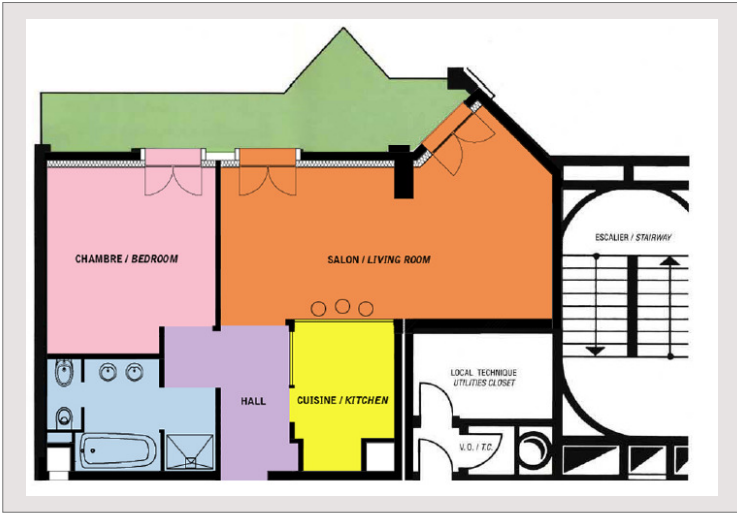 ESCALIER / STAIRWAY
CHAMBRE / BEDROOM
SALON / LIVING ROOM
LOCAL TECHNIQUE
UTILITIES CLOSET
HALL
CUISINE / KITCHEN
V.O. / T.C.